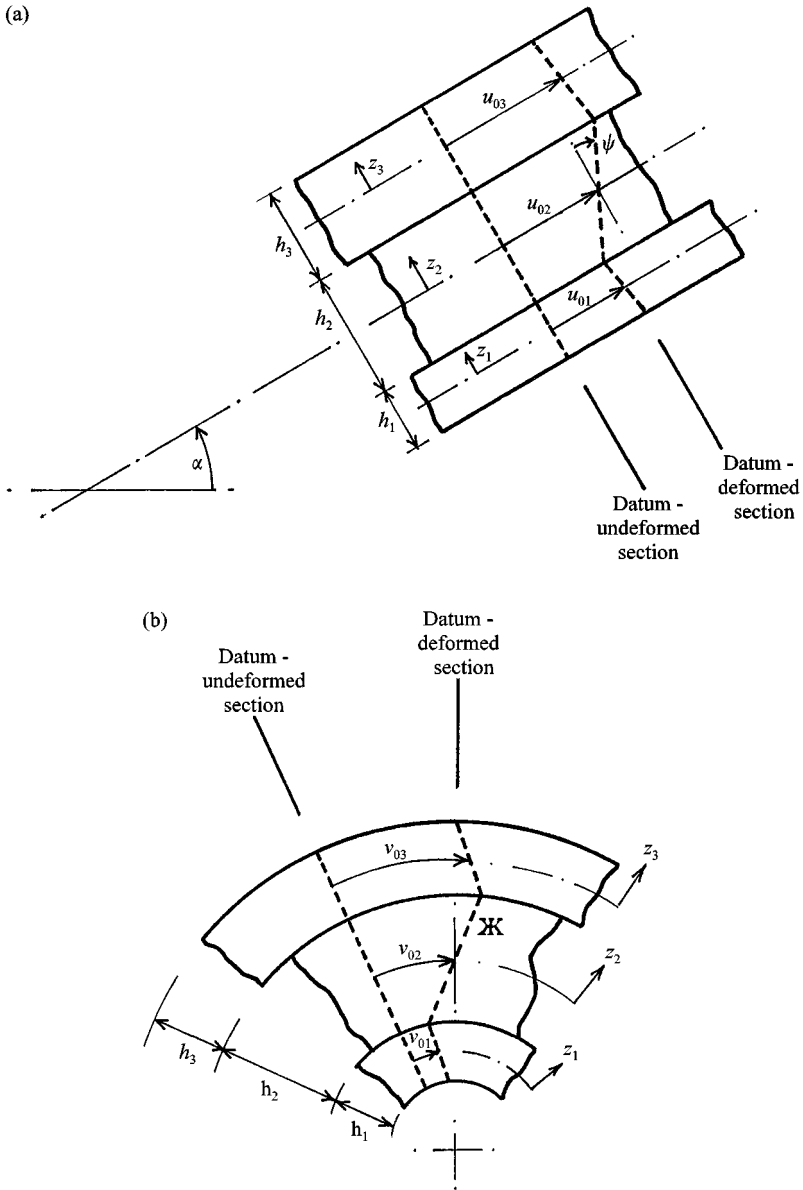 (a)
u03
z3
ψ
h3
u02
z2
h2
u01
z1
h1
α
Datum -
deformed
section
Datum -
undeformed
section
(b)
Datum -
deformed
section
Datum -
undeformed
section
v03
z3
Ж
v02
z2
v01
z1
h3
h2
h1